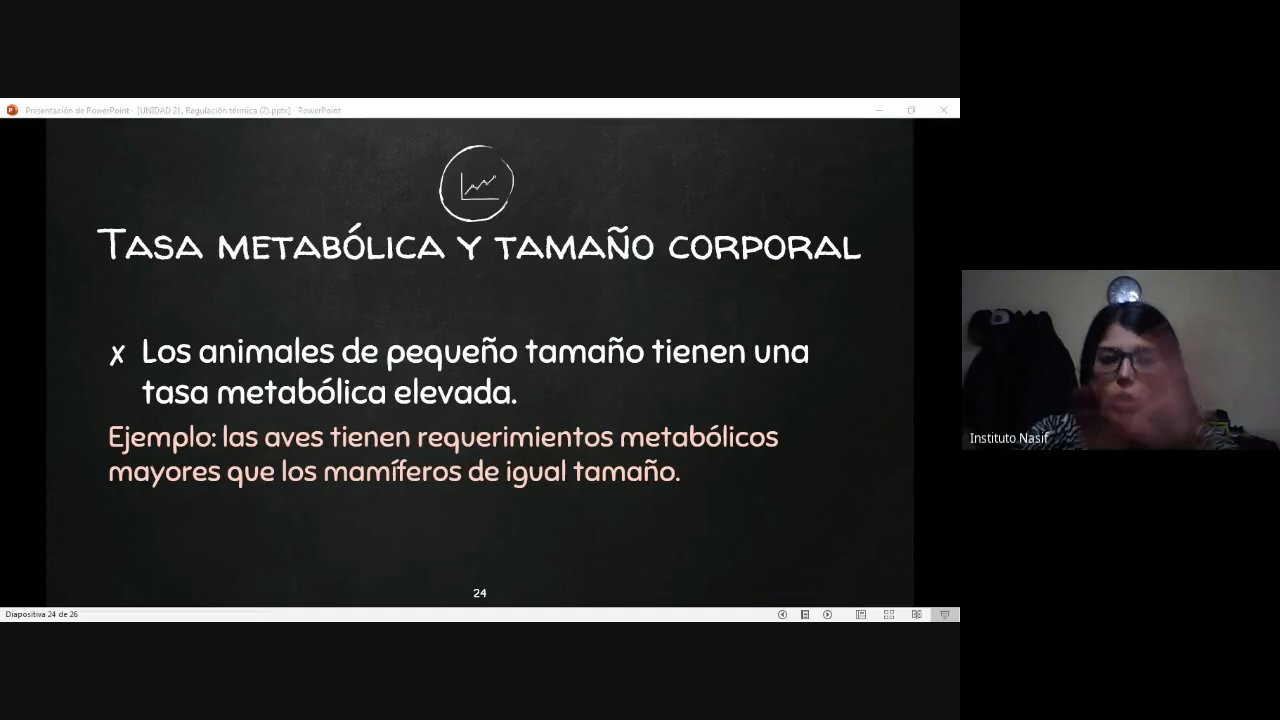 Presentación de PowerPoint - [UNIDAD 21. Regulación térmica (2).pptx] - PowerPoint
TASA METABÓLICA Y TAMAÑO CORPORAL
x Los animales de pequeño tamaño tienen una
tasa metabólica elevada.
Ejemplo: las aves tienen requerimientos metabólicos
mayores que los mamíferos de igual tamaño.
24
Diapositiva 24 de 26
Instituto Nasif